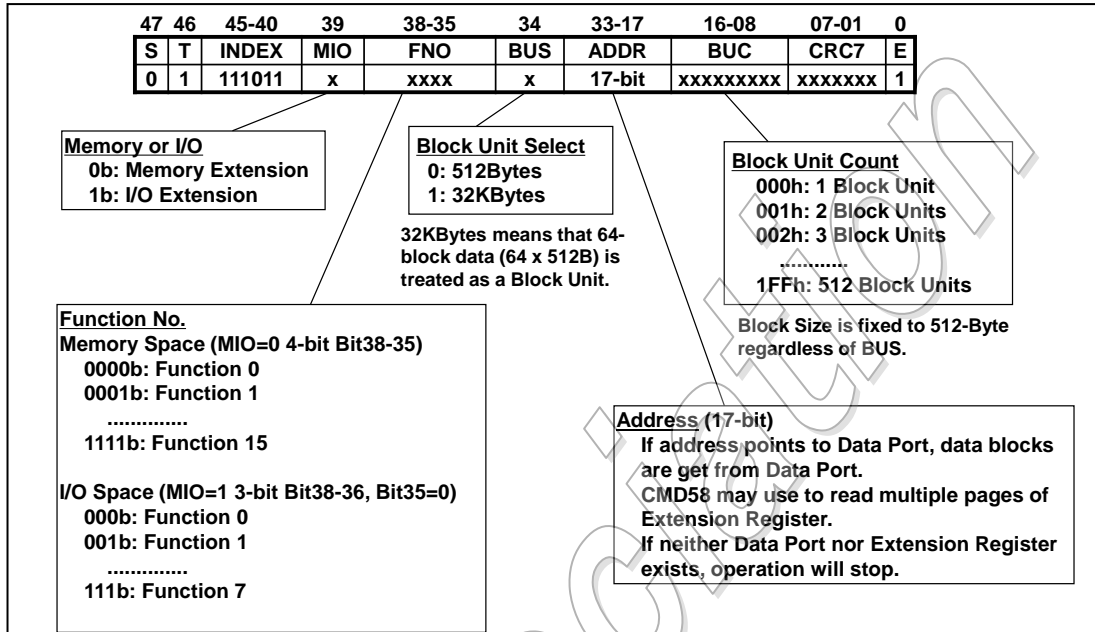 47 46 45-40 39 38-35 34 33-17 16-08 07-01 0
S T INDEX MIO FNO BUS ADDR BUC CRC7 E
0 1 111011 x xxxx x 17-bit xxxxxxxxx xxxxxxx 1
Memory or I/O
0b: Memory Extension
1b: I/O Extension
Block Unit Select
0: 512Bytes
1: 32KBytes
32KBytes means that 64-
block data (64 x 512B) is
treated as a Block Unit.
Block Unit Count
000h: 1 Block Unit
001h: 2 Block Units
002h: 3 Block Units
............
1FFh: 512 Block Units
Block Size is fixed to 512-Byte
regardless of BUS.
Function No.
Memory Space (MIO=0 4-bit Bit38-35)
0000b: Function 0
0001b: Function 1
..............
1111b: Function 15
I/O Space (MIO=1 3-bit Bit38-36, Bit35=0)
000b: Function 0
001b: Function 1
..............
111b: Function 7
Address (17-bit)
If address points to Data Port, data blocks
are get from Data Port.
CMD58 may use to read multiple pages of
Extension Register.
If neither Data Port nor Extension Register
exists, operation will stop.